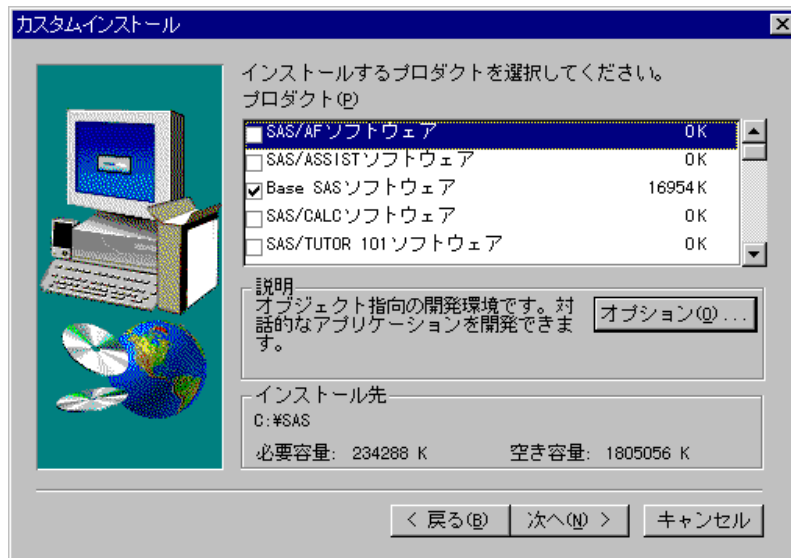 カスタムインストール
インストールするプロダクトを選択してください。
プロダクト(P)
SAS/AFソフトウェア 0K
SAS/ASSISTソフトウェア 0K
Base SASソフトウェア 16954K
SAS/CALCソフトウェア 0K
SAS/TUTOR 101ソフトウェア 0K
説明
オブジェクト指向の開発環境です。対
話的なアプリケーションを開発できま
す。
オプション(O)...
インストール先
C:¥SAS
必要容量: 234288 K 空き容量: 1805056 K
< 戻る(B) 次へ(N) > キャンセル